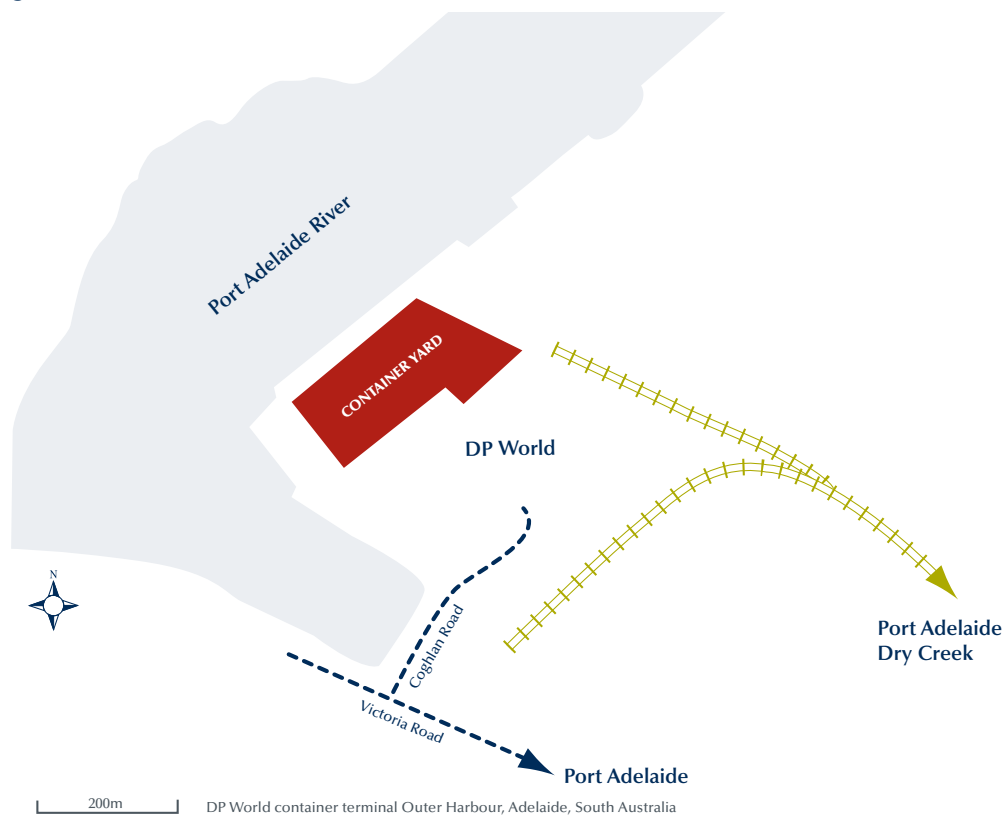 Port Adelaide River
CONTAINER YARD
DP World
N
Coghlan Road
Port Adelaide
Dry Creek
Victoria Road
Port Adelaide
200m
DP World container terminal Outer Harbour, Adelaide, South Australia